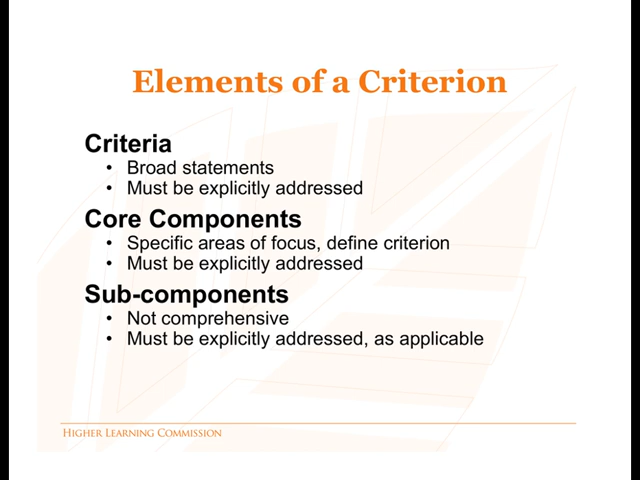 Elements of a Criterion
Criteria
• Broad statements
• Must be explicitly addressed
Core Components
• Specific areas of focus, define criterion
• Must be explicitly addressed
Sub-components
• Not comprehensive
• Must be explicitly addressed, as applicable
HIGHER LEARNING COMMISSION